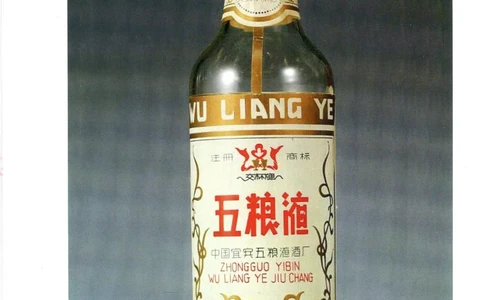 WU LIANG YE
注册 商标
交杯牌
五粮液
中国宜宾五粮液酒厂
ZHONGGUO YIBIN
WU LIANG YE JIU CHANG